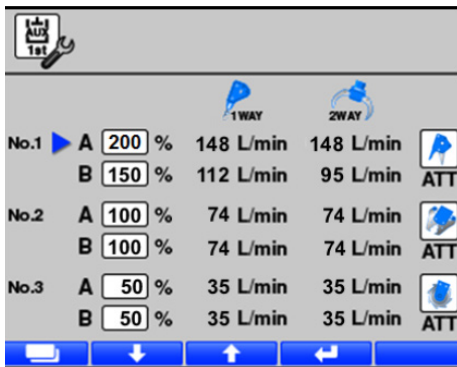 AUX
1st
1WAY 2WAY
No.1 A 200 % 148 L/min 148 L/min
B 150 % 112 L/min 95 L/min ATT
No.2 A 100 % 74 L/min 74 L/min
B 100 % 74 L/min 74 L/min ATT
No.3 A 50 % 35 L/min 35 L/min
B 50 % 35 L/min 35 L/min ATT